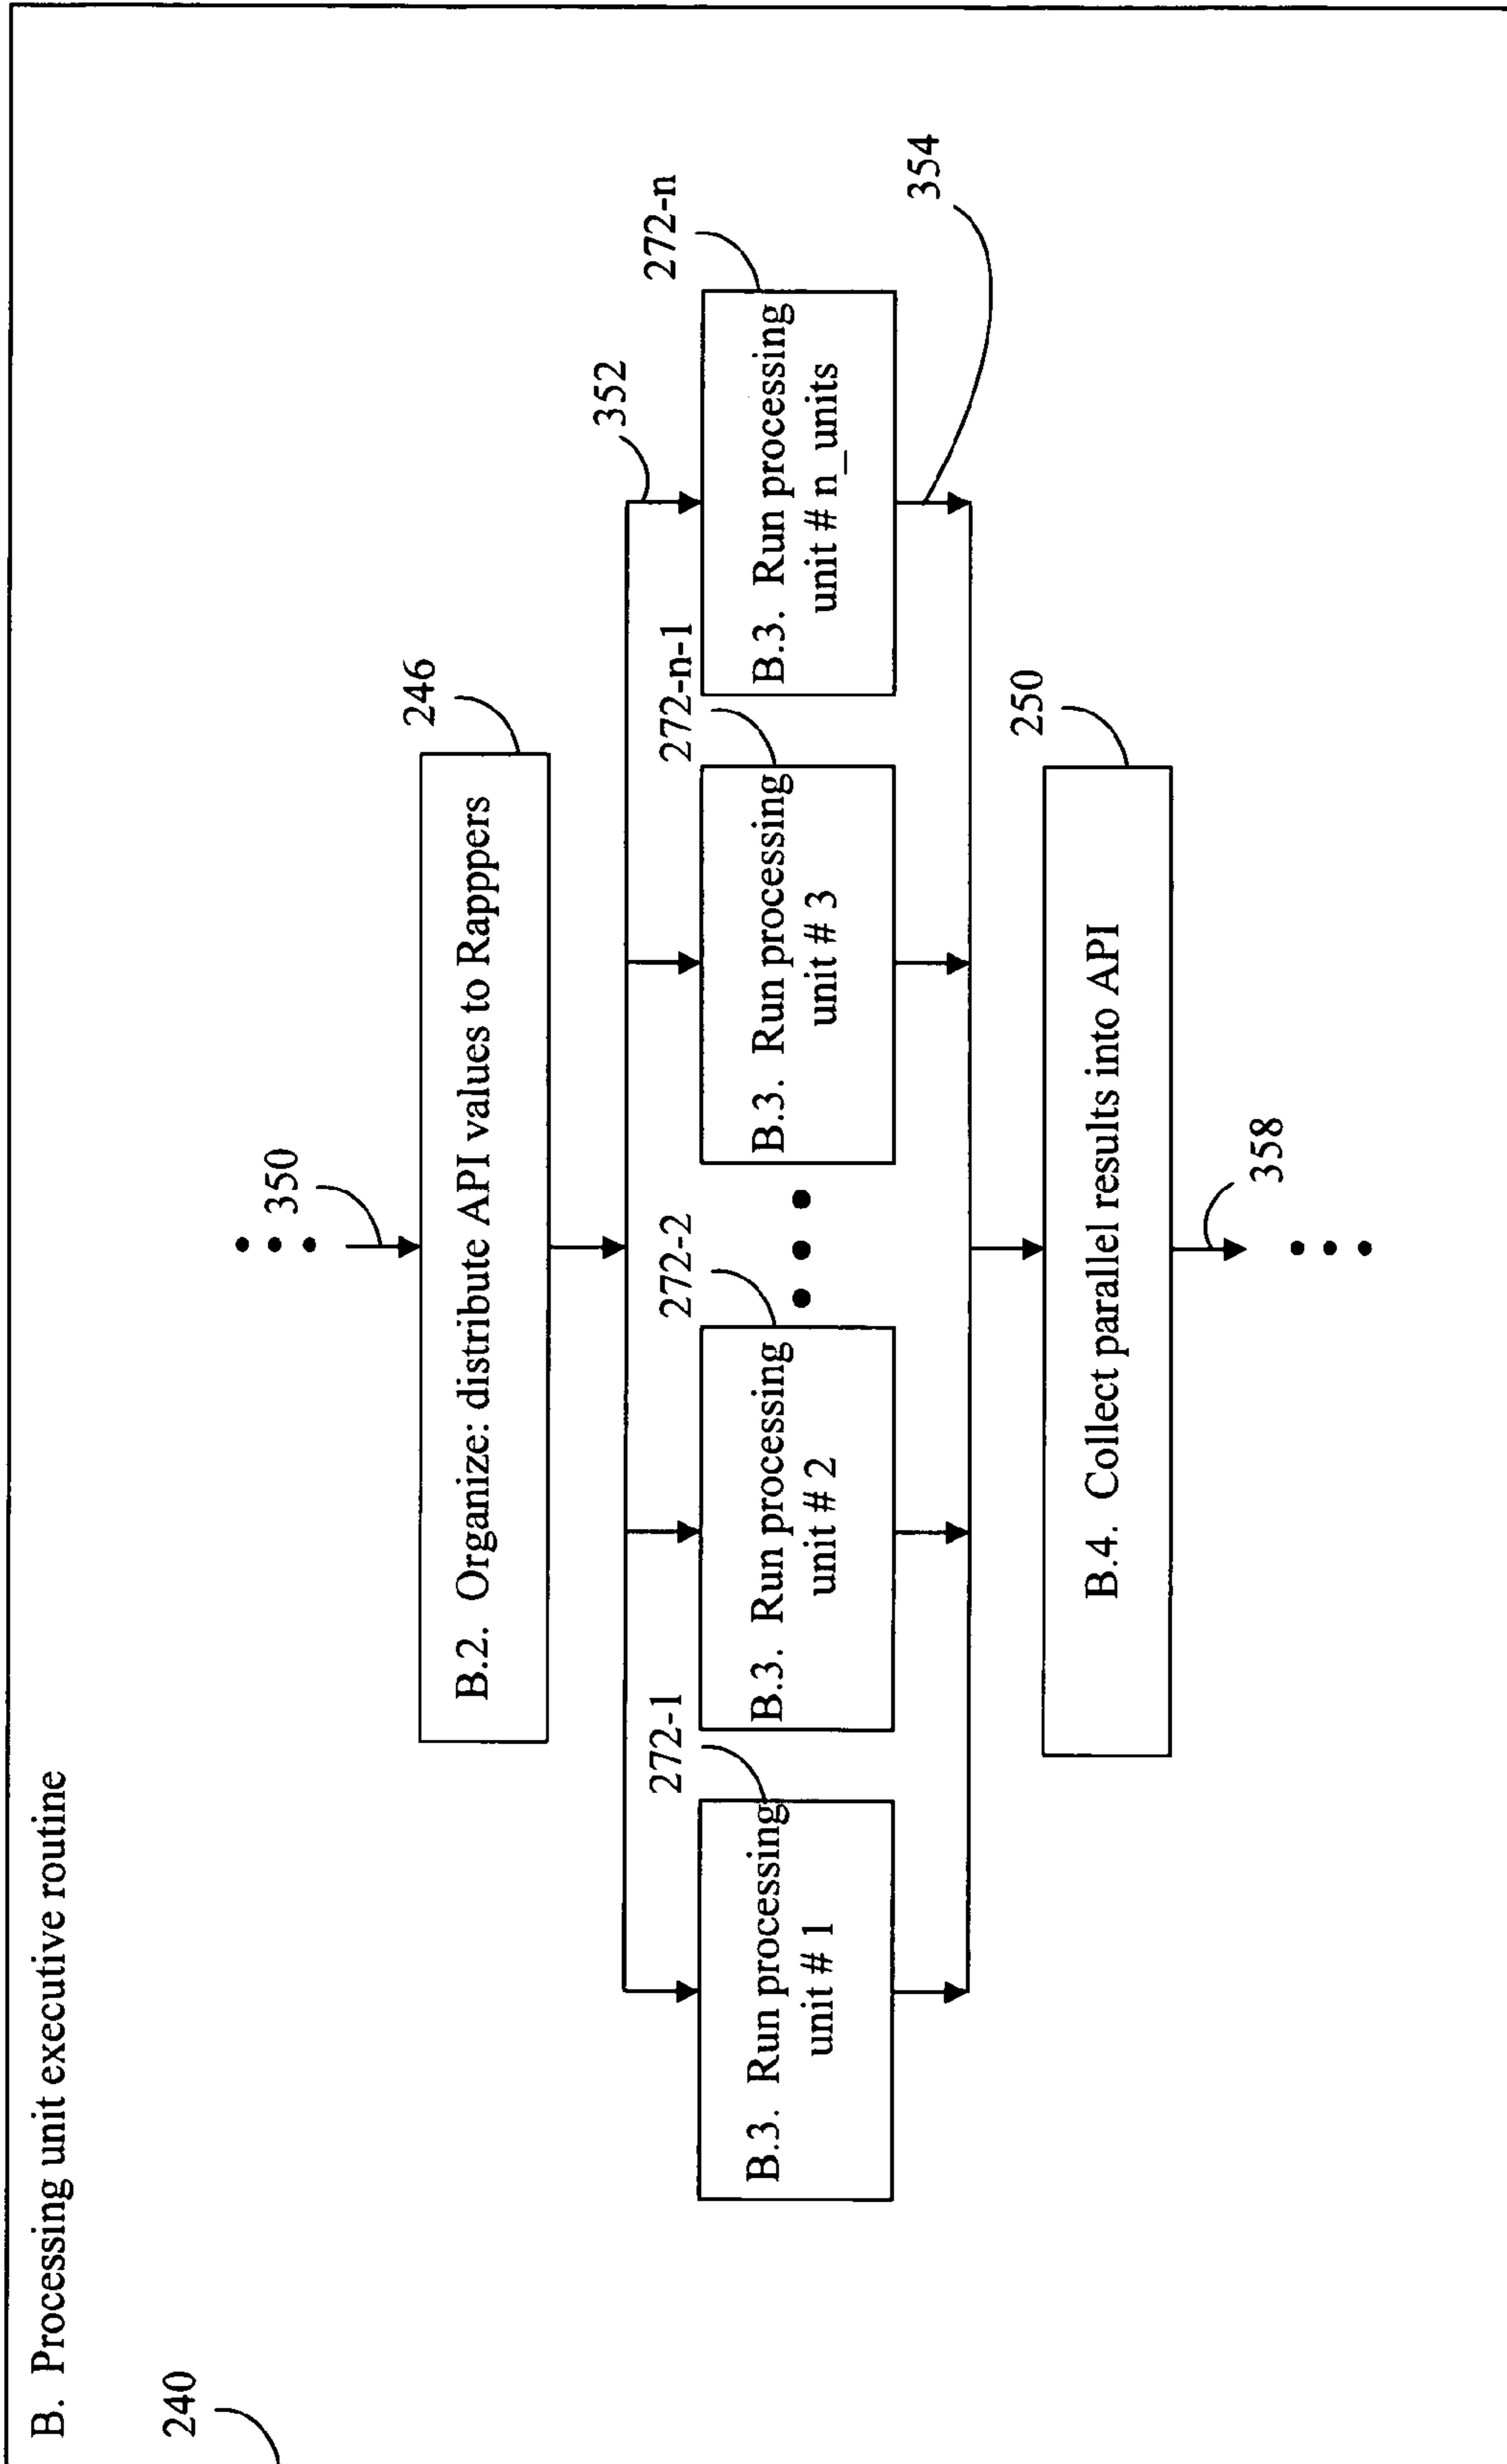 B. Processing unit executive routine
240
350
B.2. Organize: distribute API values to Rappers
246
352
272-1
272-2
272-n-1
272-n
B.3. Run processing
unit # 1
B.3. Run processing
unit # 2
B.3. Run processing
unit # 3
B.3. Run processing
unit # n_units
354
250
B.4. Collect parallel results into API
358